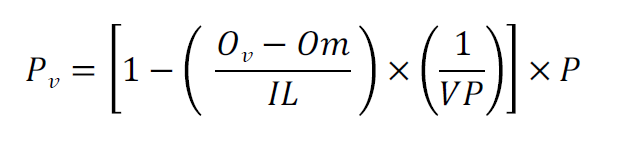 P_v = [1 − ( (O_v − Om) / IL ) × ( 1 / VP )] × P